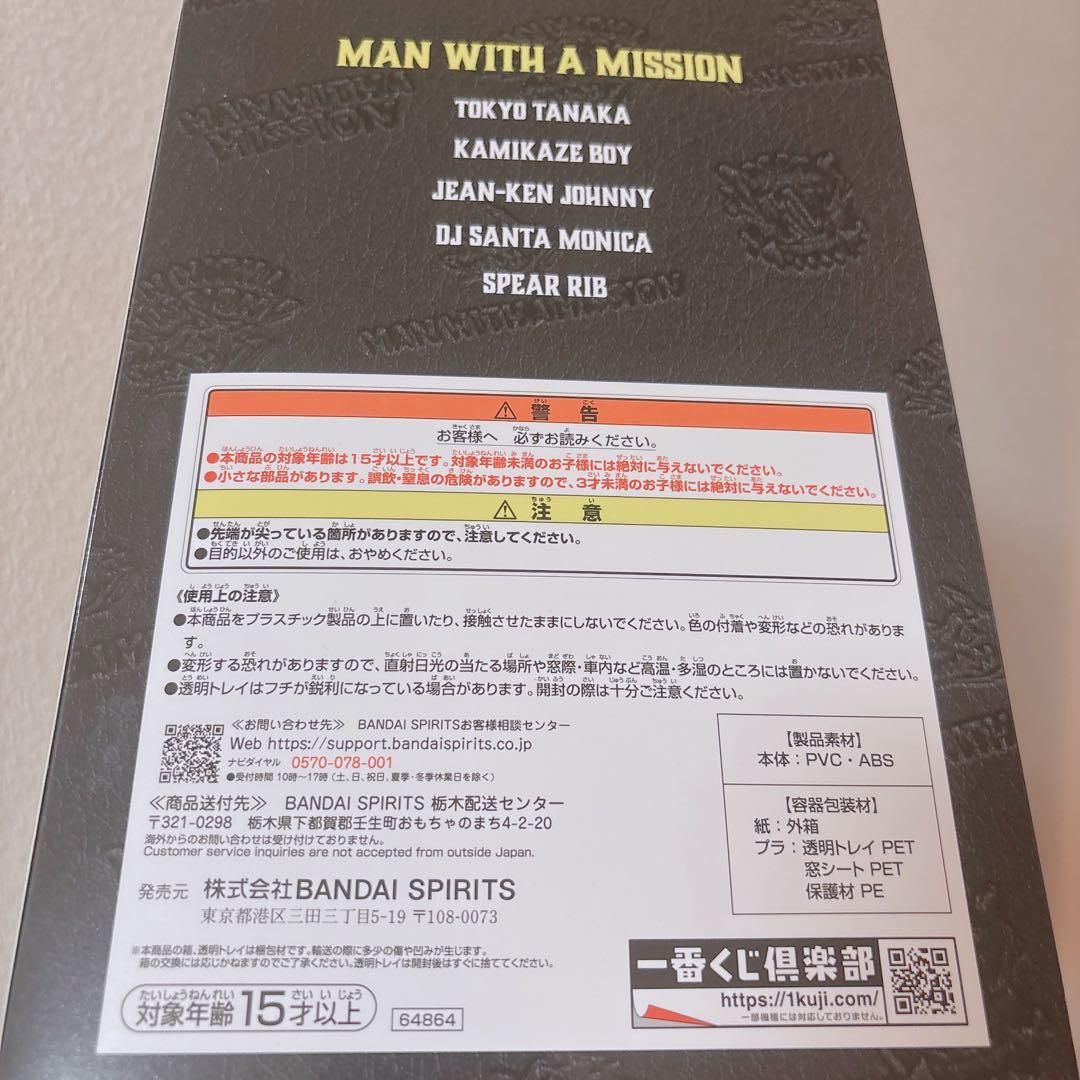 MAN WITH A MISSION
TOKYO TANAKA
KAMIKAZE BOY
JEAN-KEN JOHNNY
DJ SANTA MONICA
SPEAR RIB
MAN WITH A MISSION
MAN WITH A MISSION
⚠ 警告
お客様へ 必ずお読みください。
●本商品の対象年齢は15才以上です。対象年齢未満のお子様には絶対に与えないでください。
●小さな部品があります。誤飲・窒息の危険がありますので、3才未満のお子様には絶対に与えないでください。
⚠ 注意
●先端が尖っている箇所がありますので、注意してください。
●目的以外のご使用は、おやめください。
《使用上の注意》
●本商品をプラスチック製品の上に置いたり、接触させたままにしないでください。色の付着や変形などの恐れがありま
す。
●変形する恐れがありますので、直射日光の当たる場所や窓際・車内など高温・多湿のところには置かないでください。
●透明トレイはフチが鋭利になっている場合があります。開封の際は十分ご注意ください。
≪お問い合わせ先≫ BANDAI SPIRITSお客様相談センター
Web https://support.bandaispirits.co.jp
ナビダイヤル 0570-078-001
●受付時間 10時～17時(土、日、祝日、夏季・冬季休業日を除く)
≪商品送付先≫ BANDAI SPIRITS 栃木配送センター
〒321-0298 栃木県下都賀郡壬生町おもちゃのまち4-2-20
海外からのお問い合わせは受け付けておりません。
Customer service inquiries are not accepted from outside Japan.
発売元 株式会社BANDAI SPIRITS
東京都港区三田三丁目5-19 〒108-0073
【製品素材】
本体：PVC・ABS
【容器包装材】
紙：外箱
プラ：透明トレイ PET
窓シート PET
保護材 PE
※本商品の箱、透明トレイは梱包材です。輸送の際に多少の傷や凹みが生じます。
箱の交換には応じかねますのでご了承ください。透明トレイは開封後はすぐに捨ててください。
対象年齢 15才以上
64864
一番くじ倶楽部
https://1kuji.com/
一部機種には対応しておりません。